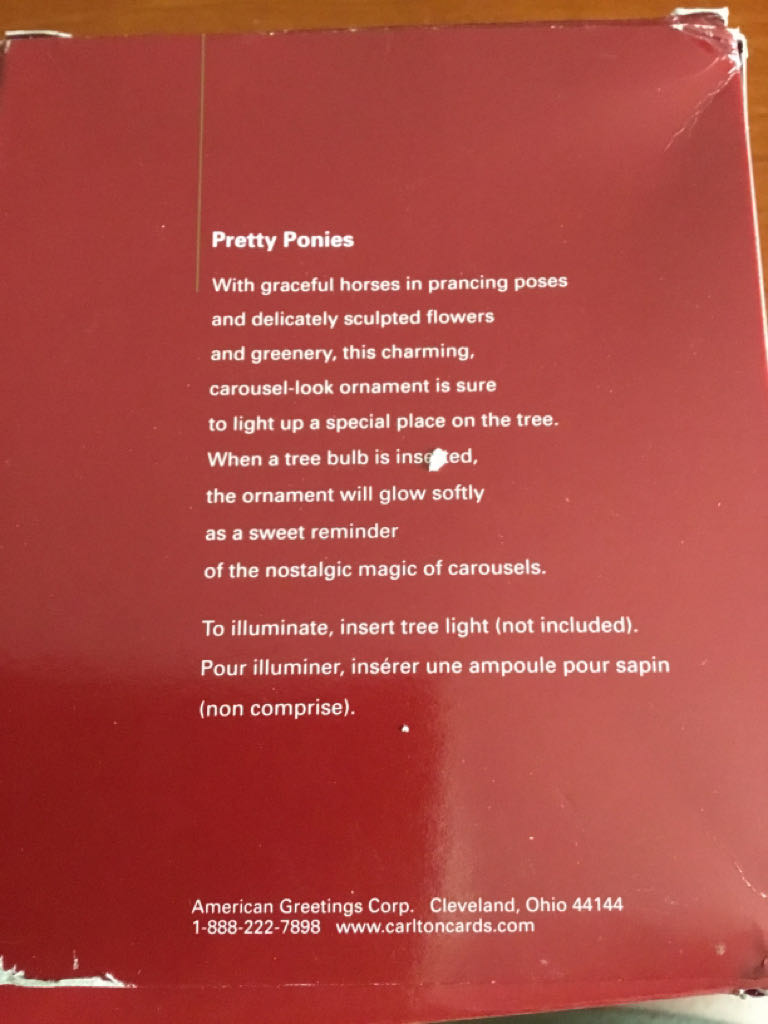 Pretty Ponies
With graceful horses in prancing poses
and delicately sculpted flowers
and greenery, this charming,
carousel-look ornament is sure
to light up a special place on the tree.
When a tree bulb is inserted,
the ornament will glow softly
as a sweet reminder
of the nostalgic magic of carousels.
To illuminate, insert tree light (not included).
Pour illuminer, insérer une ampoule pour sapin
(non comprise).
American Greetings Corp. Cleveland, Ohio 44144
1-888-222-7898 www.carltoncards.com